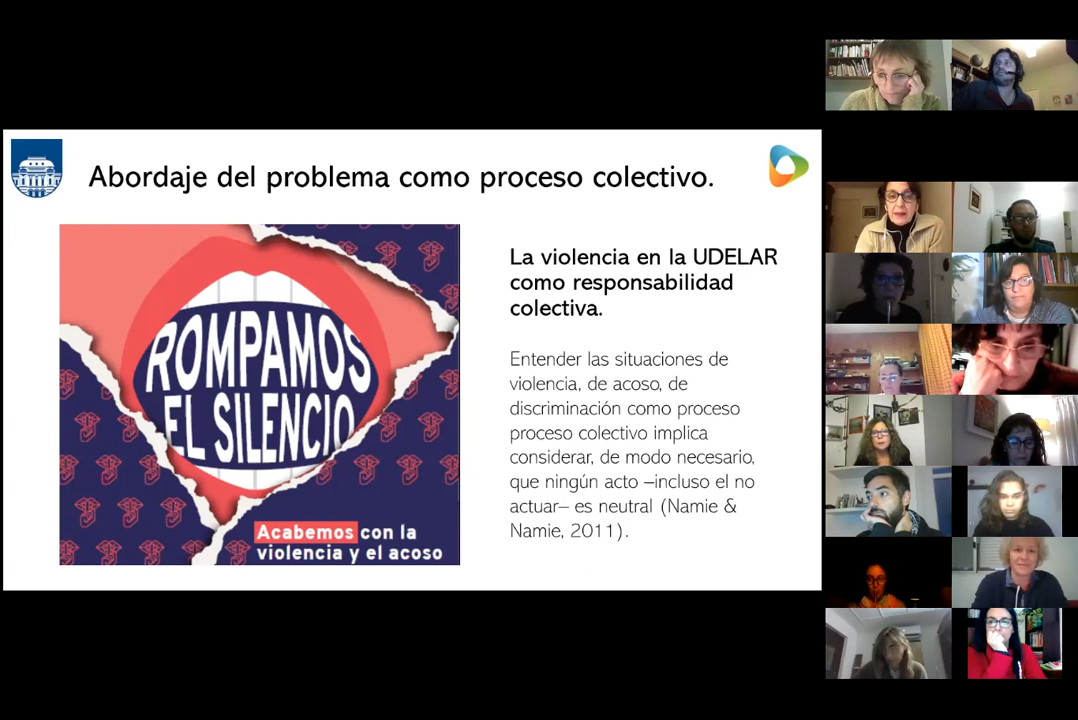 Abordaje del problema como proceso colectivo.
ROMPAMOS
EL SILENCIO
Acabemos con la
violencia y el acoso
La violencia en la UDELAR
como responsabilidad
colectiva.
Entender las situaciones de
violencia, de acoso, de
discriminación como proceso
proceso colectivo implica
considerar, de modo necesario,
que ningún acto –incluso el no
actuar– es neutral (Namie &
Namie, 2011).